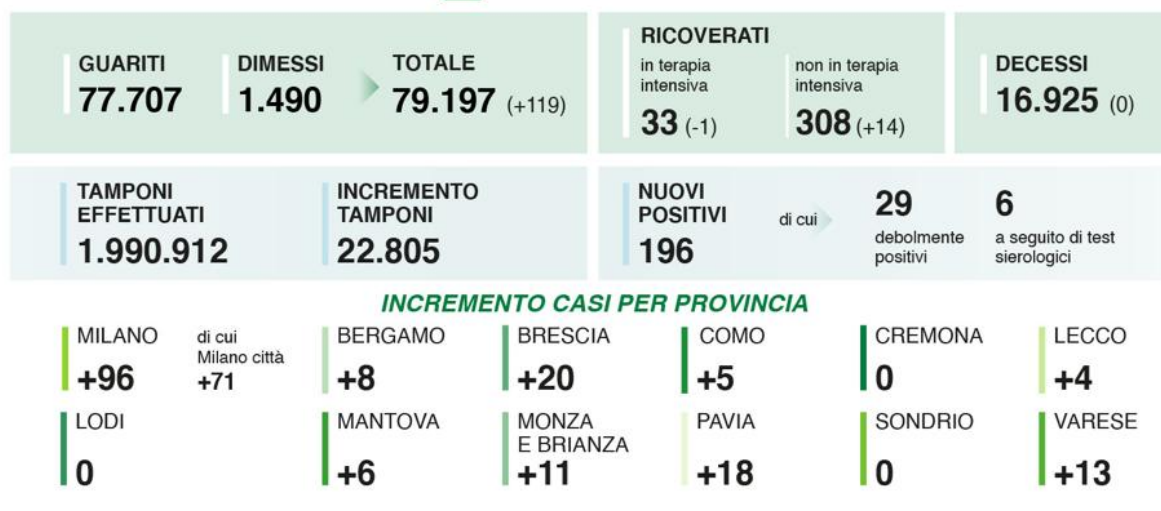 GUARITI
77.707
DIMESSI
1.490
TOTALE
79.197 (+119)
RICOVERATI
in terapia
intensiva
33 (-1)
non in terapia
intensiva
308 (+14)
DECESSI
16.925 (0)
TAMPONI
EFFETTUATI
1.990.912
INCREMENTO
TAMPONI
22.805
NUOVI
POSITIVI
196
di cui
29
debolmente
positivi
6
a seguito di test
sierologici
INCREMENTO CASI PER PROVINCIA
MILANO
+96
di cui
Milano città
+71
BERGAMO
+8
BRESCIA
+20
COMO
+5
CREMONA
0
LECCO
+4
LODI
0
MANTOVA
+6
MONZA
E BRIANZA
+11
PAVIA
+18
SONDRIO
0
VARESE
+13